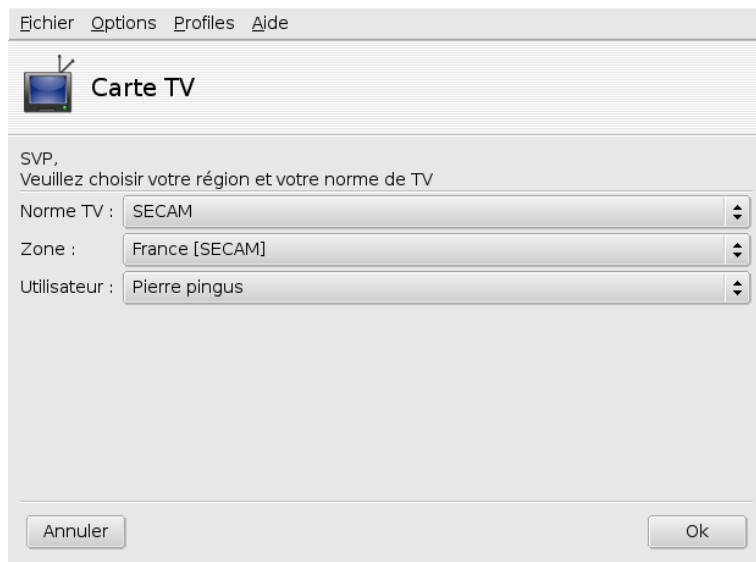 Fichier Options Profiles Aide
Carte TV
SVP,
Veuillez choisir votre région et votre norme de TV
Norme TV : SECAM
Zone : France [SECAM]
Utilisateur : Pierre pingus
Annuler Ok